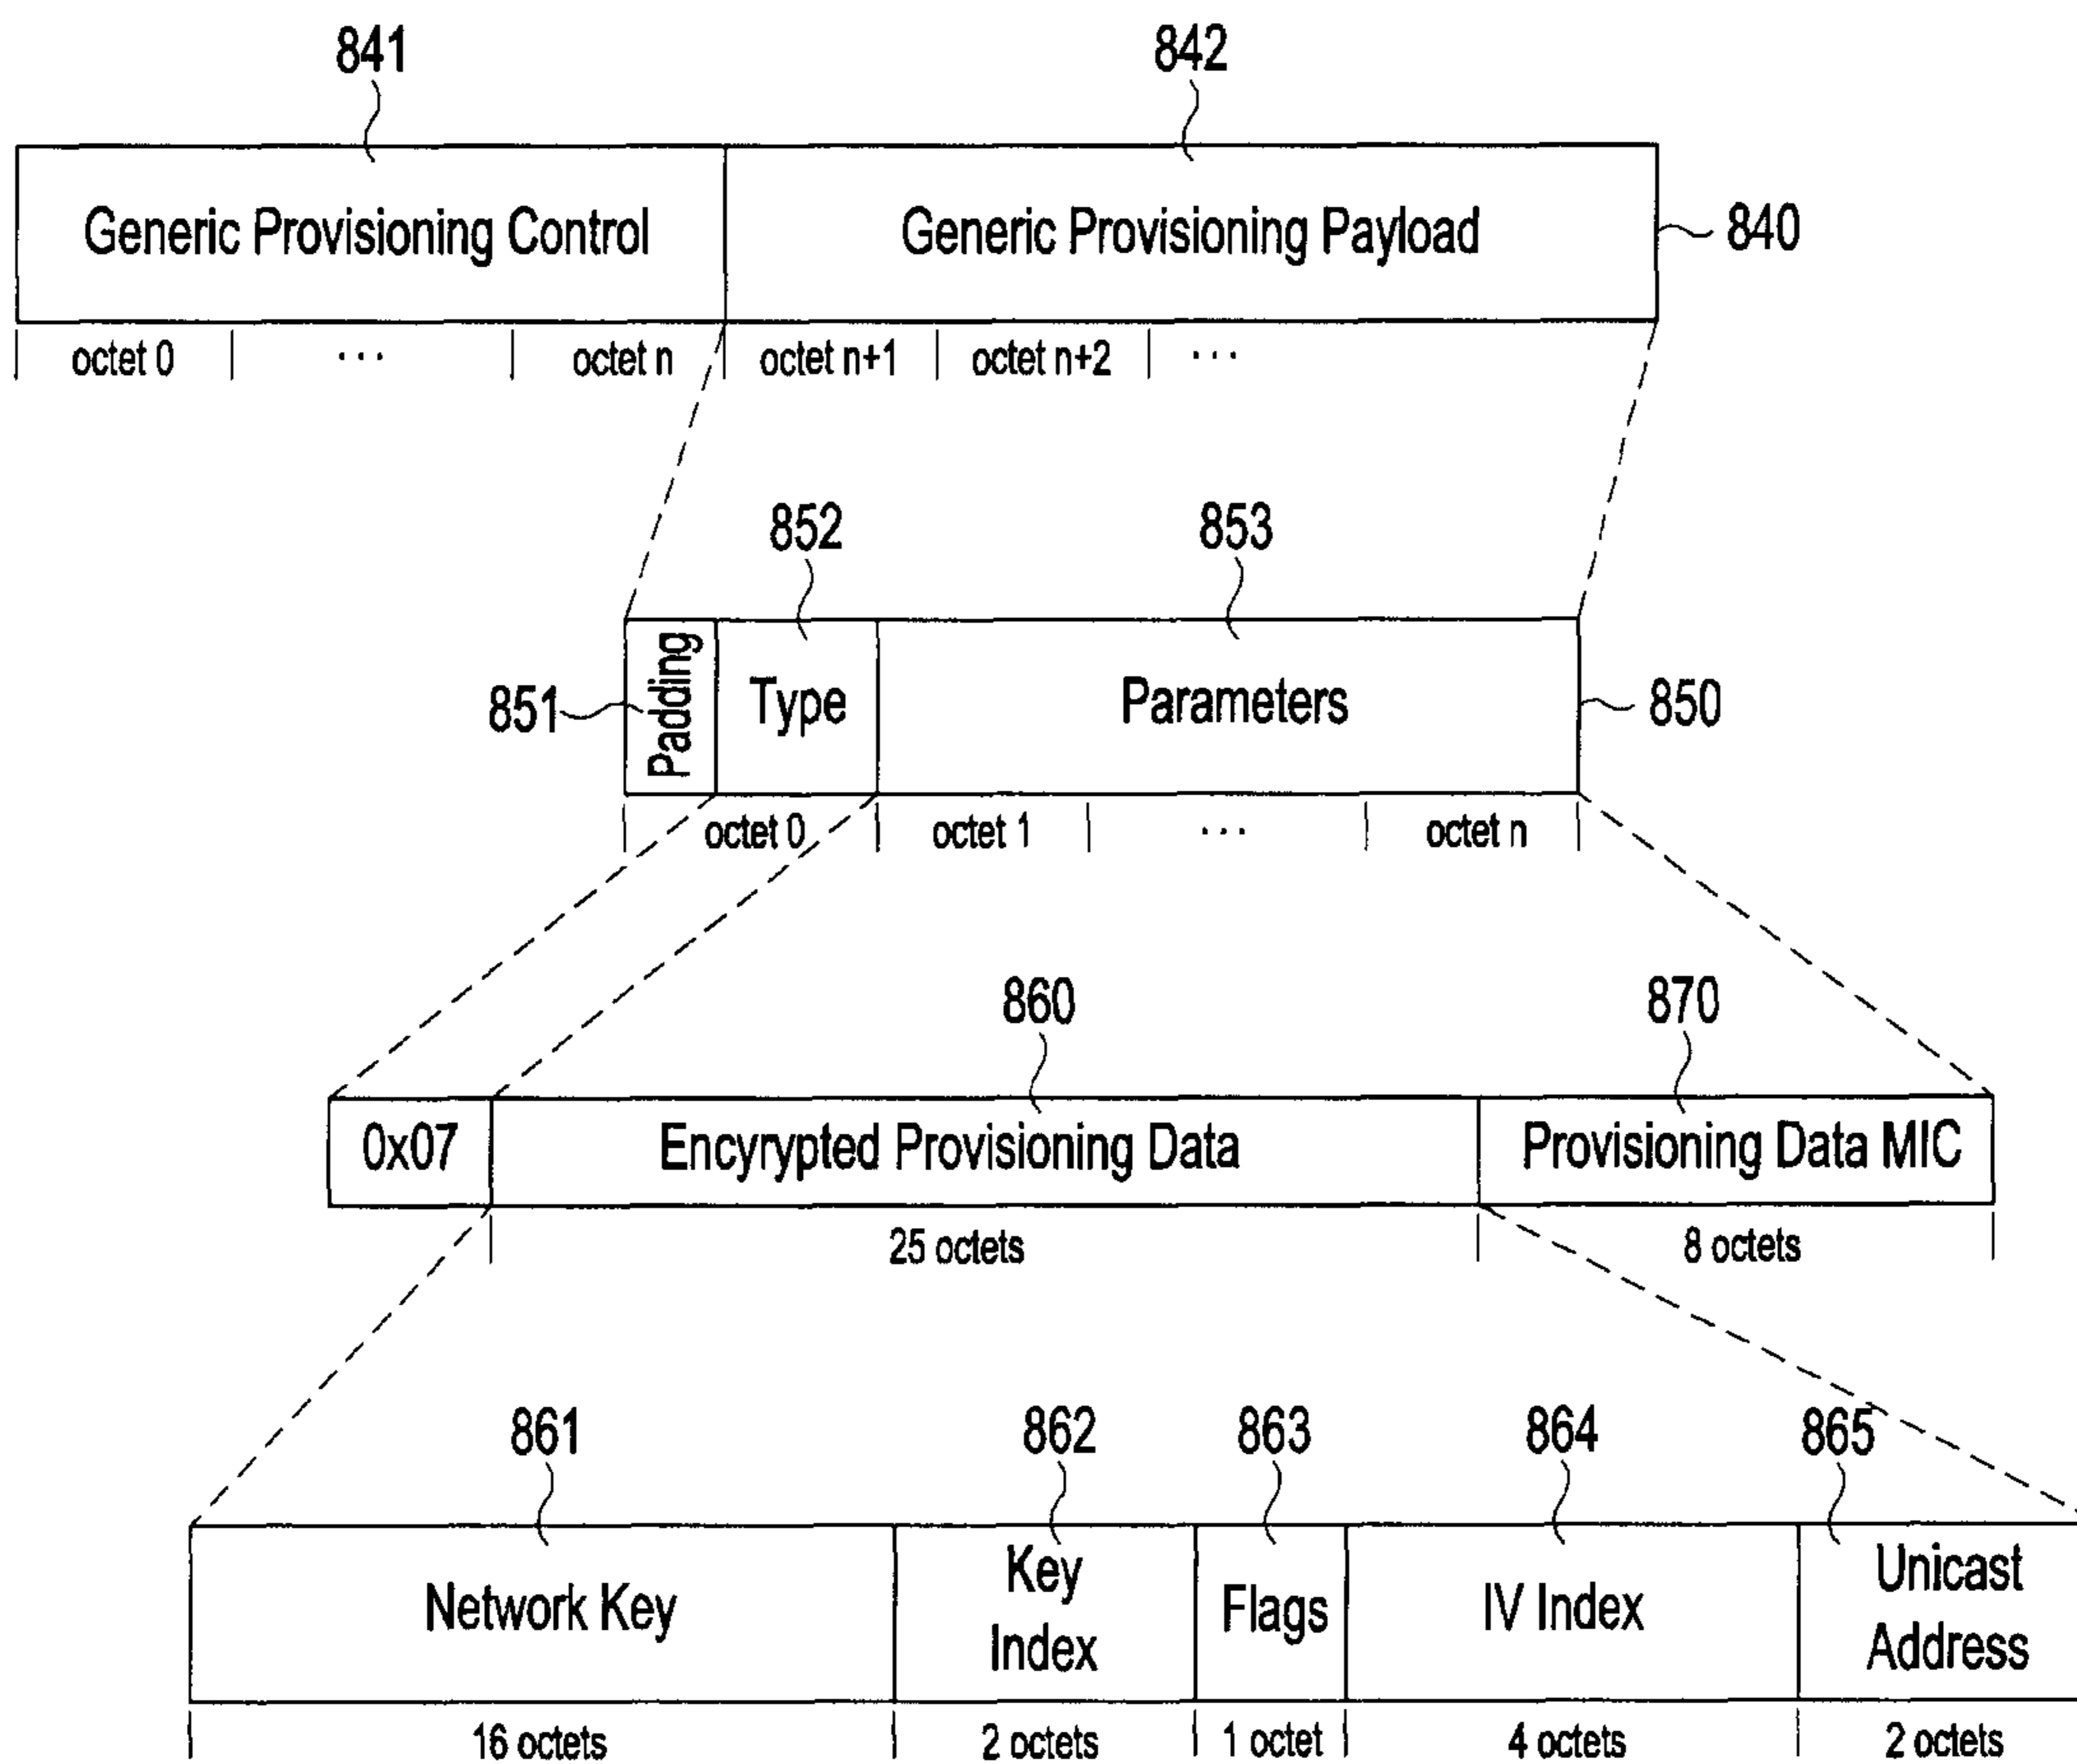 841
842
Generic Provisioning Control
Generic Provisioning Payload
840
octet 0
...
octet n
octet n+1
octet n+2
...
852
853
851
Padding
Type
Parameters
850
octet 0
octet 1
...
octet n
860
870
0x07
Encyrypted Provisioning Data
Provisioning Data MIC
25 octets
8 octets
861
862
863
864
865
Network Key
Key
Index
Flags
IV Index
Unicast
Address
16 octets
2 octets
1 octet
4 octets
2 octets